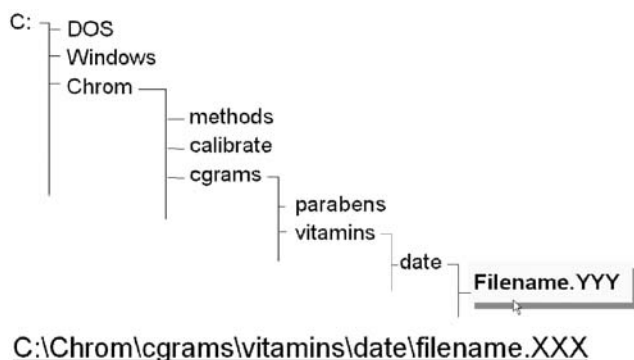 C:
DOS
Windows
Chrom
methods
calibrate
cgrams
parabens
vitamins
date
Filename.YYY
C:\Chrom\cgrams\vitamins\date\filename.XXX